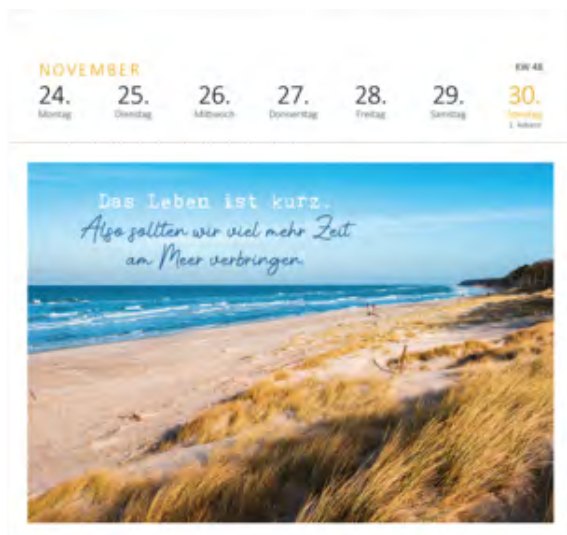 NOVEMBER
KW 48
24. 25. 26. 27. 28. 29. 30.
Montag Dienstag Mittwoch Donnerstag Freitag Samstag Sonntag
1. Advent
Das Leben ist kurz.
Also sollten wir viel mehr Zeit
am Meer verbringen.